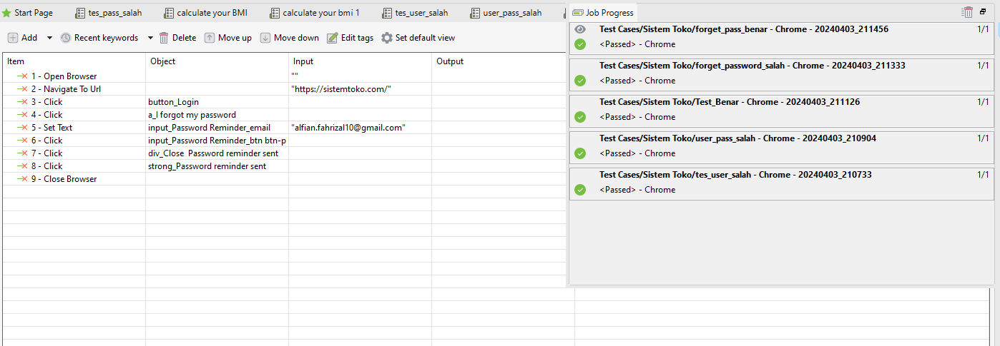 Start Page tes_pass_salah calculate your BMI calculate your bmi 1 tes_user_salah user_pass_salah
Add Recent keywords Delete Move up Move down Edit tags Set default view
Item Object Input Output
1 - Open Browser ""
2 - Navigate To Url "https://sistemtoko.com/"
3 - Click button_Login
4 - Click a_I forgot my password
5 - Set Text input_Password Reminder_email "alfian.fahrizal10@gmail.com"
6 - Click input_Password Reminder_btn btn-p
7 - Click div_Close Password reminder sent
8 - Click strong_Password reminder sent
9 - Close Browser
Job Progress
Test Cases/Sistem Toko/forget_pass_benar - Chrome - 20240403_211456 1/1
<Passed> - Chrome
Test Cases/Sistem Toko/forget_password_salah - Chrome - 20240403_211333 1/1
<Passed> - Chrome
Test Cases/Sistem Toko/Test_Benar - Chrome - 20240403_211126 1/1
<Passed> - Chrome
Test Cases/Sistem Toko/user_pass_salah - Chrome - 20240403_210904 1/1
<Passed> - Chrome
Test Cases/Sistem Toko/tes_user_salah - Chrome - 20240403_210733 1/1
<Passed> - Chrome